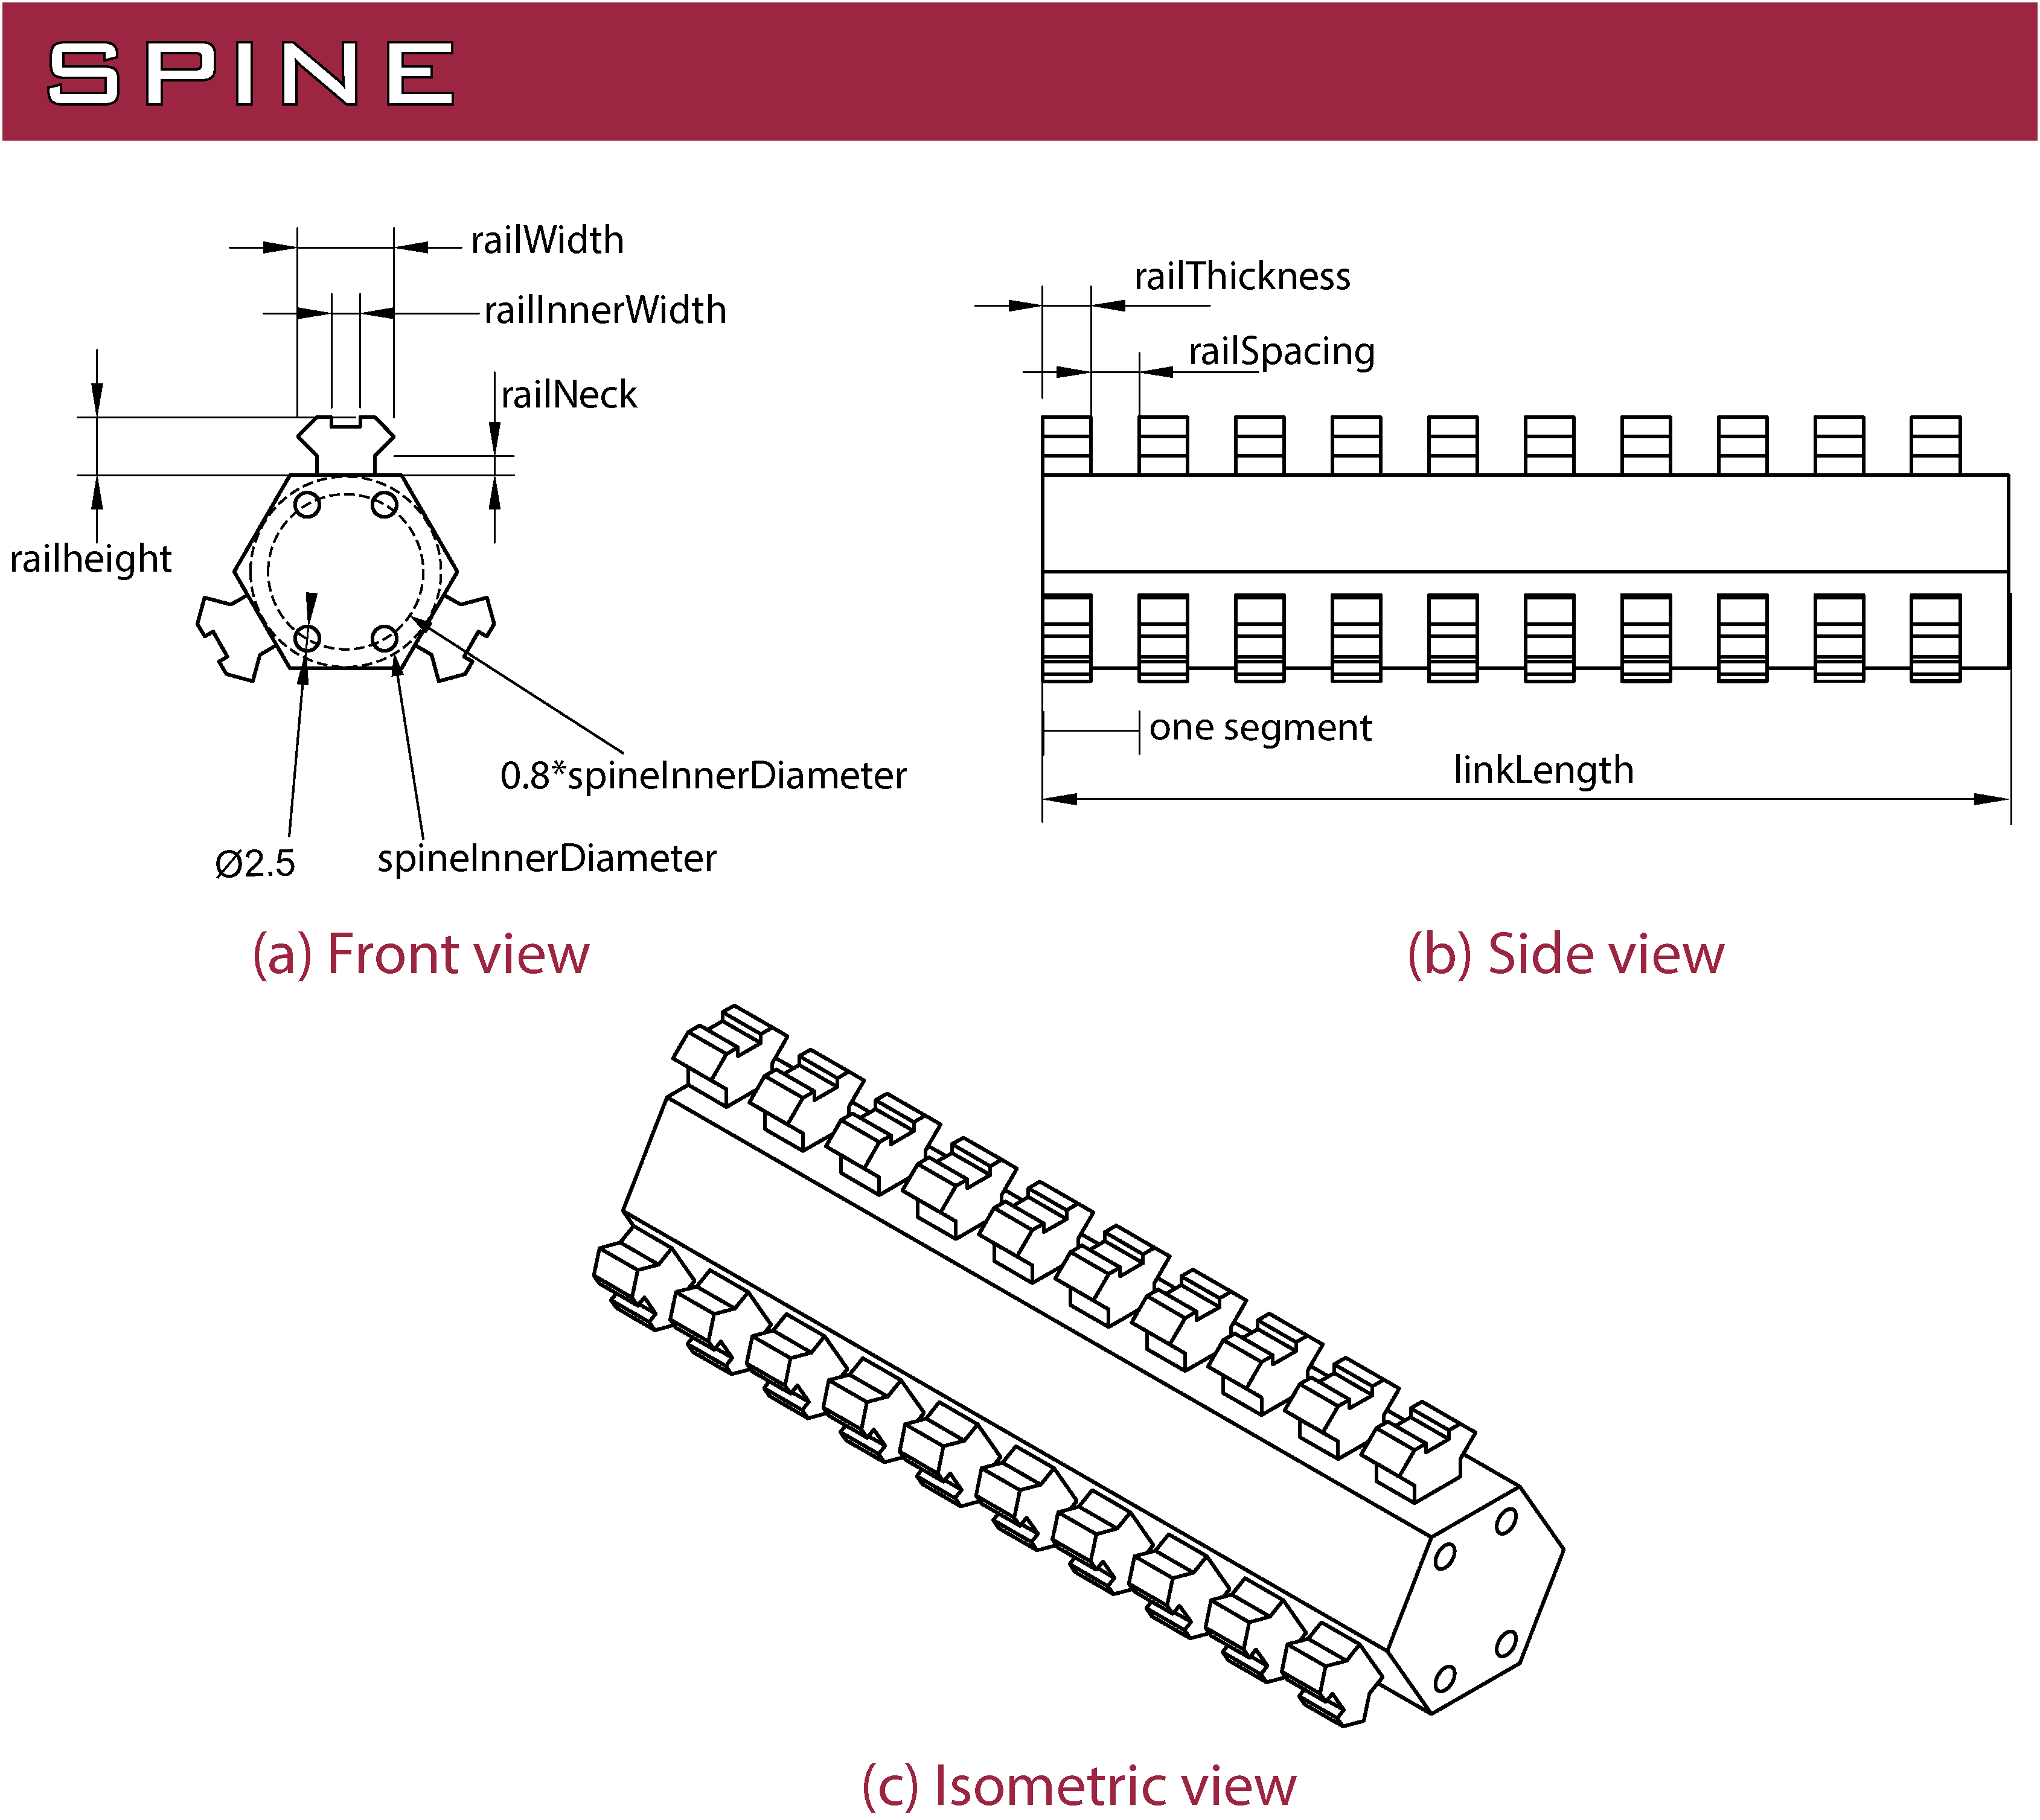 SPINE
railWidth
railInnerWidth
railNeck
railheight
0.8*spineInnerDiameter
Ø2.5
spineInnerDiameter
(a) Front view
railThickness
railSpacing
one segment
linkLength
(b) Side view
(c) Isometric view